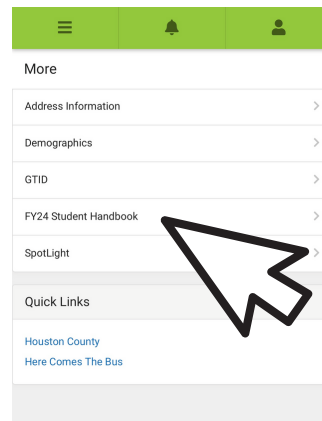 More
Address Information
Demographics
GTID
FY24 Student Handbook
SpotLight
Quick Links
Houston County
Here Comes The Bus